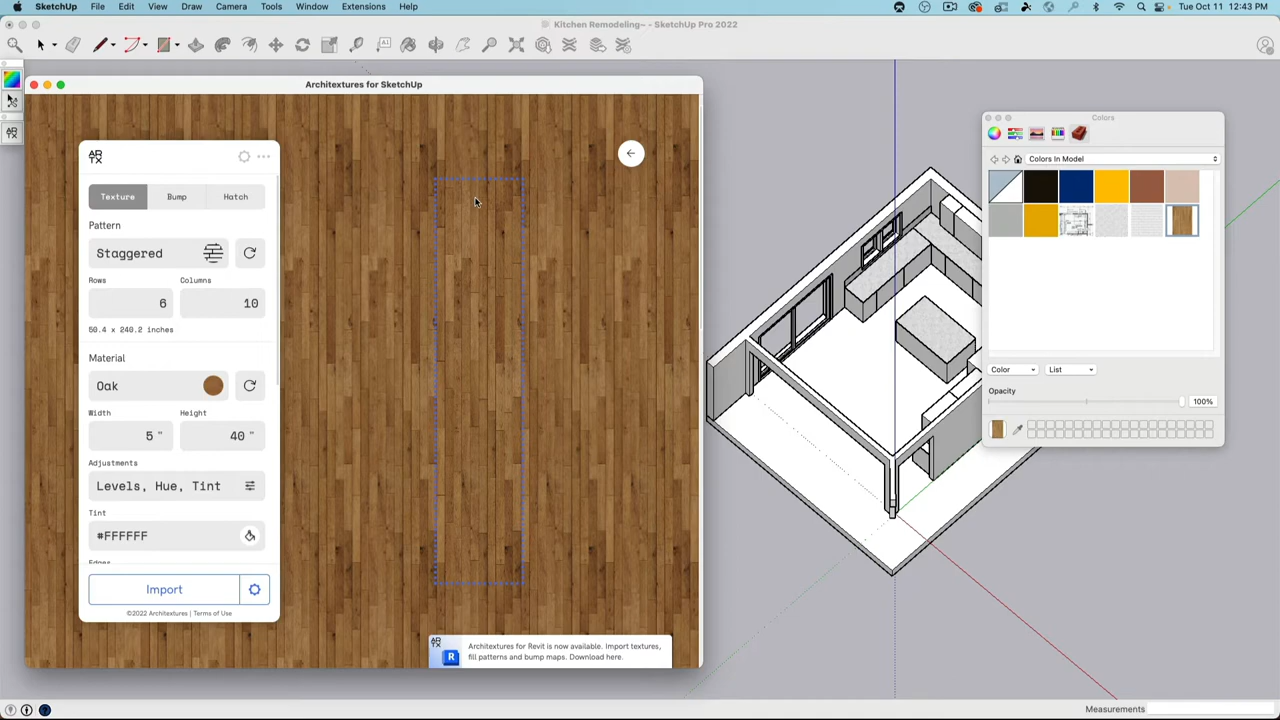 SketchUp File Edit View Draw Camera Tools Window Extensions Help
Tue Oct 11 12:43 PM
Kitchen Remodeling~ - SketchUp Pro 2022
Architextures for SketchUp
Texture Bump Hatch
Pattern
Staggered
Rows Columns
6 10
50.4 x 240.2 inches
Material
Oak
Width Height
5 " 40 "
Adjustments
Levels, Hue, Tint
Tint
#FFFFFF
Edges
Import
©2022 Architextures | Terms of Use
Architextures for Revit is now available. Import textures,
fill patterns and bump maps. Download here.
R
Colors
Colors In Model
Color List
Opacity
100%
Measurements